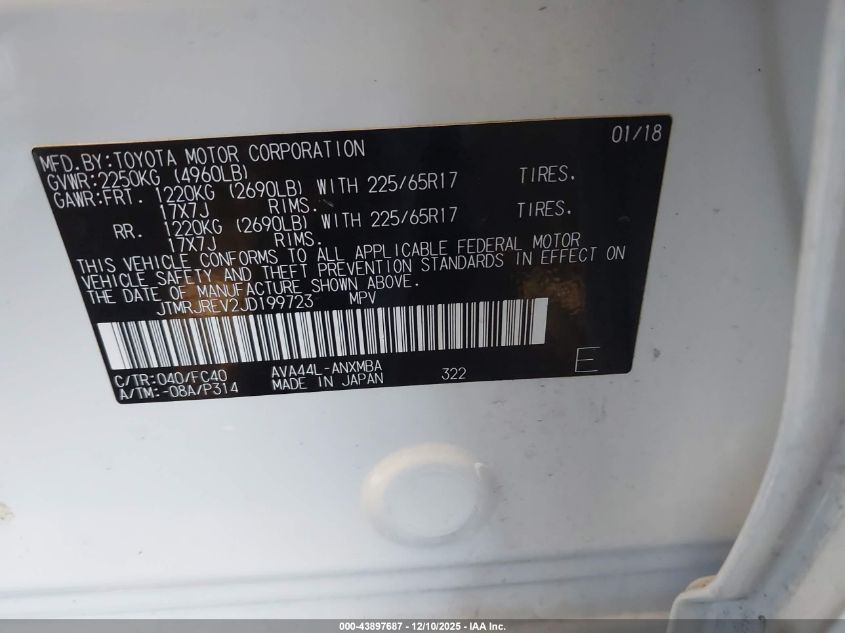 MFD.BY:TOYOTA MOTOR CORPORATION 01/18
GVWR:2250KG (4960LB)
GAWR:FRT. 1220KG (2690LB) WITH 225/65R17 TIRES.
17X7J RIMS.
RR. 1220KG (2690LB) WITH 225/65R17 TIRES.
17X7J RIMS.
THIS VEHICLE CONFORMS TO ALL APPLICABLE FEDERAL MOTOR
VEHICLE SAFETY AND THEFT PREVENTION STANDARDS IN EFFECT ON
THE DATE OF MANUFACTURE SHOWN ABOVE.
JTMRJREV2JD199723 MPV
C/TR:040/FC40 AVA44L-ANXMBA 322 E
A/TM:-08A/P314 MADE IN JAPAN
000-43897687 - 12/10/2025 - IAA Inc.